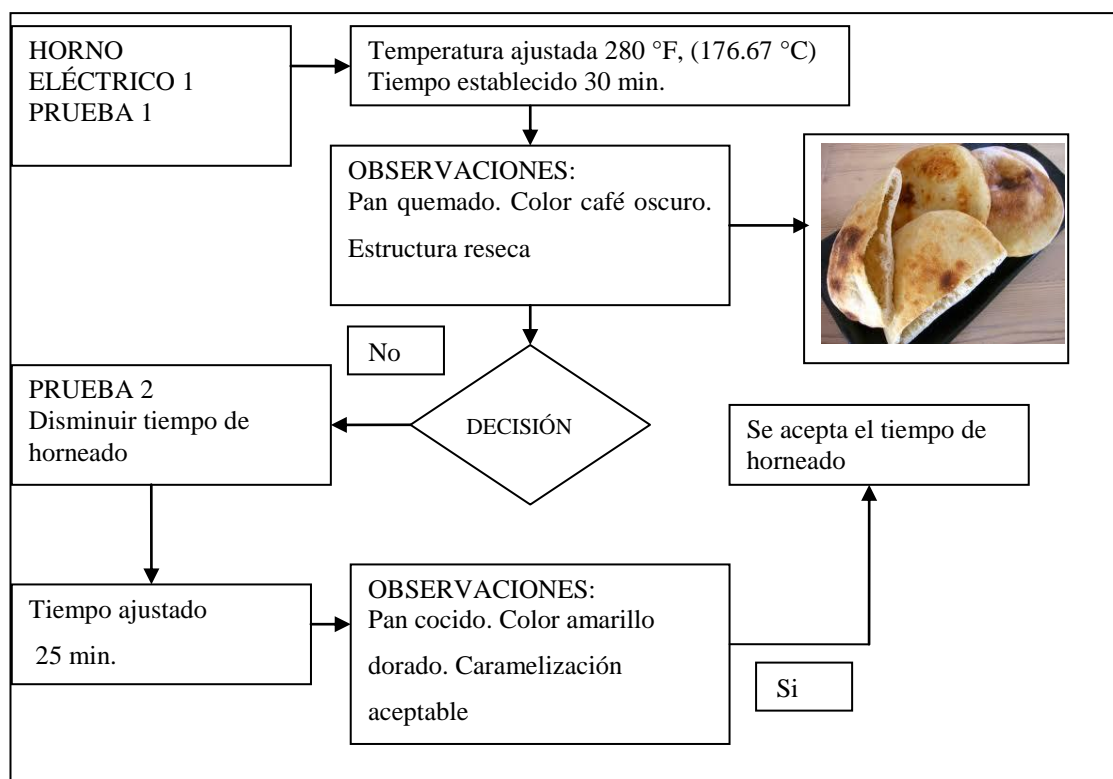 HORNO
ELÉCTRICO 1
PRUEBA 1
Temperatura ajustada 280 °F, (176.67 °C)
Tiempo establecido 30 min.
OBSERVACIONES:
Pan quemado. Color café oscuro.
Estructura reseca
No
DECISIÓN
PRUEBA 2
Disminuir tiempo de
horneado
Se acepta el tiempo de
horneado
Tiempo ajustado
25 min.
OBSERVACIONES:
Pan cocido. Color amarillo
dorado. Caramelización
aceptable
Si